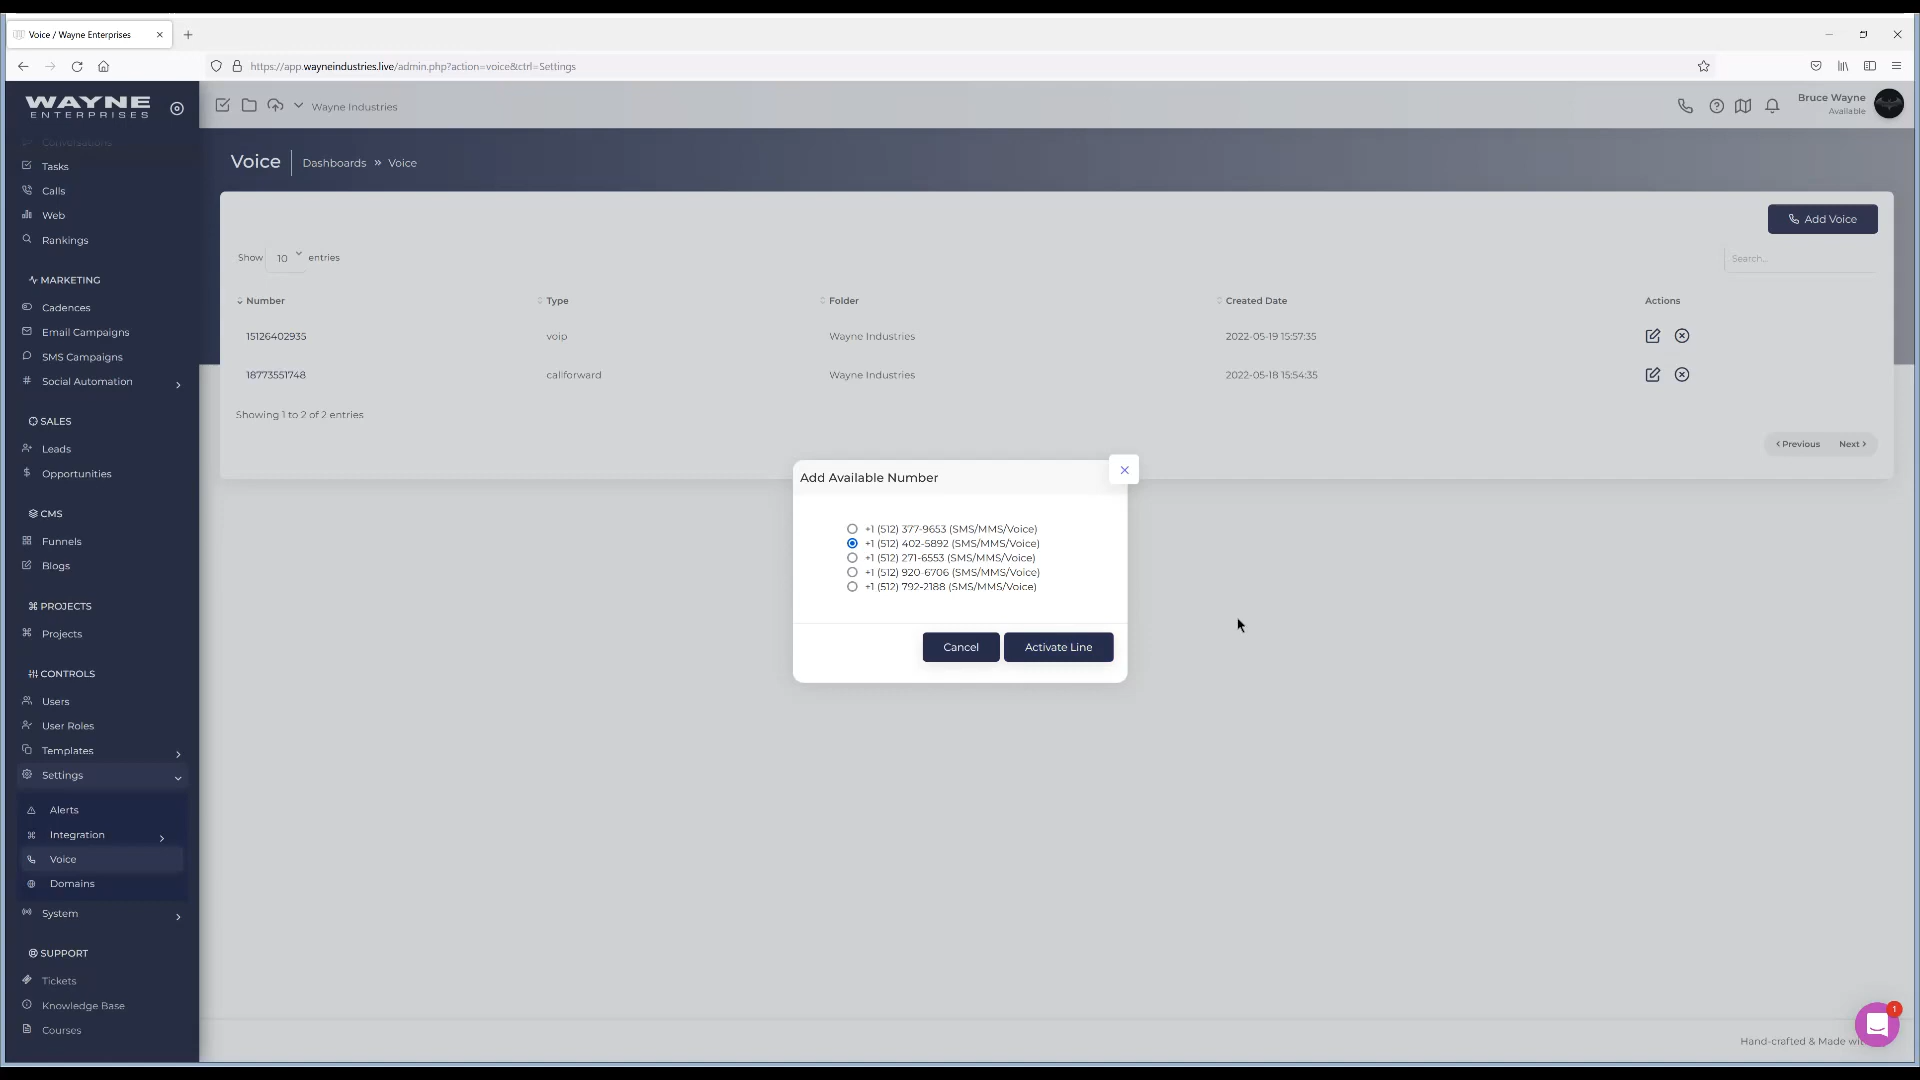 Voice / Wayne Enterprises
https://app.wayneindustries.live/admin.php?action=voice&ctrl=Settings
WAYNE
ENTERPRISES
Wayne Industries
Bruce Wayne
Available
Conversations
Tasks
Calls
Web
Rankings
MARKETING
Cadences
Email Campaigns
SMS Campaigns
Social Automation
SALES
Leads
Opportunities
CMS
Funnels
Blogs
PROJECTS
Projects
CONTROLS
Users
User Roles
Templates
Settings
Alerts
Integration
Voice
Domains
System
SUPPORT
Tickets
Knowledge Base
Courses
Voice Dashboards » Voice
Add Voice
Show 10 entries
Search...
Number Type Folder Created Date Actions
15126402935 voip Wayne Industries 2022-05-19 15:57:35
18773551748 callforward Wayne Industries 2022-05-18 15:54:35
Showing 1 to 2 of 2 entries
Previous Next
Add Available Number
+1 (512) 377-9653 (SMS/MMS/Voice)
+1 (512) 402-5892 (SMS/MMS/Voice)
+1 (512) 271-6553 (SMS/MMS/Voice)
+1 (512) 920-6706 (SMS/MMS/Voice)
+1 (512) 792-2188 (SMS/MMS/Voice)
Cancel Activate Line
1
Hand-crafted & Made